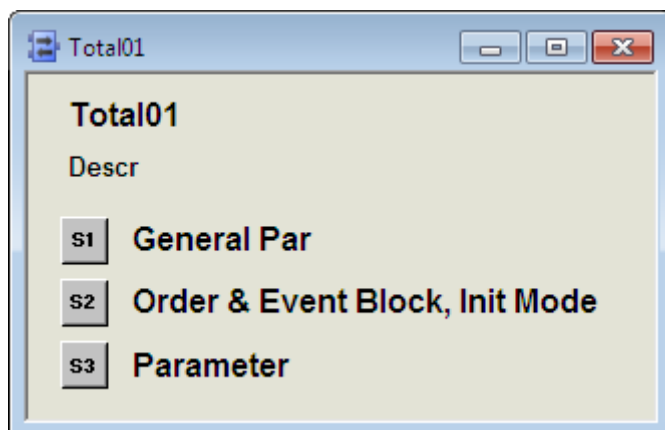 Total01
Total01
Descr
S1 General Par
S2 Order & Event Block, Init Mode
S3 Parameter